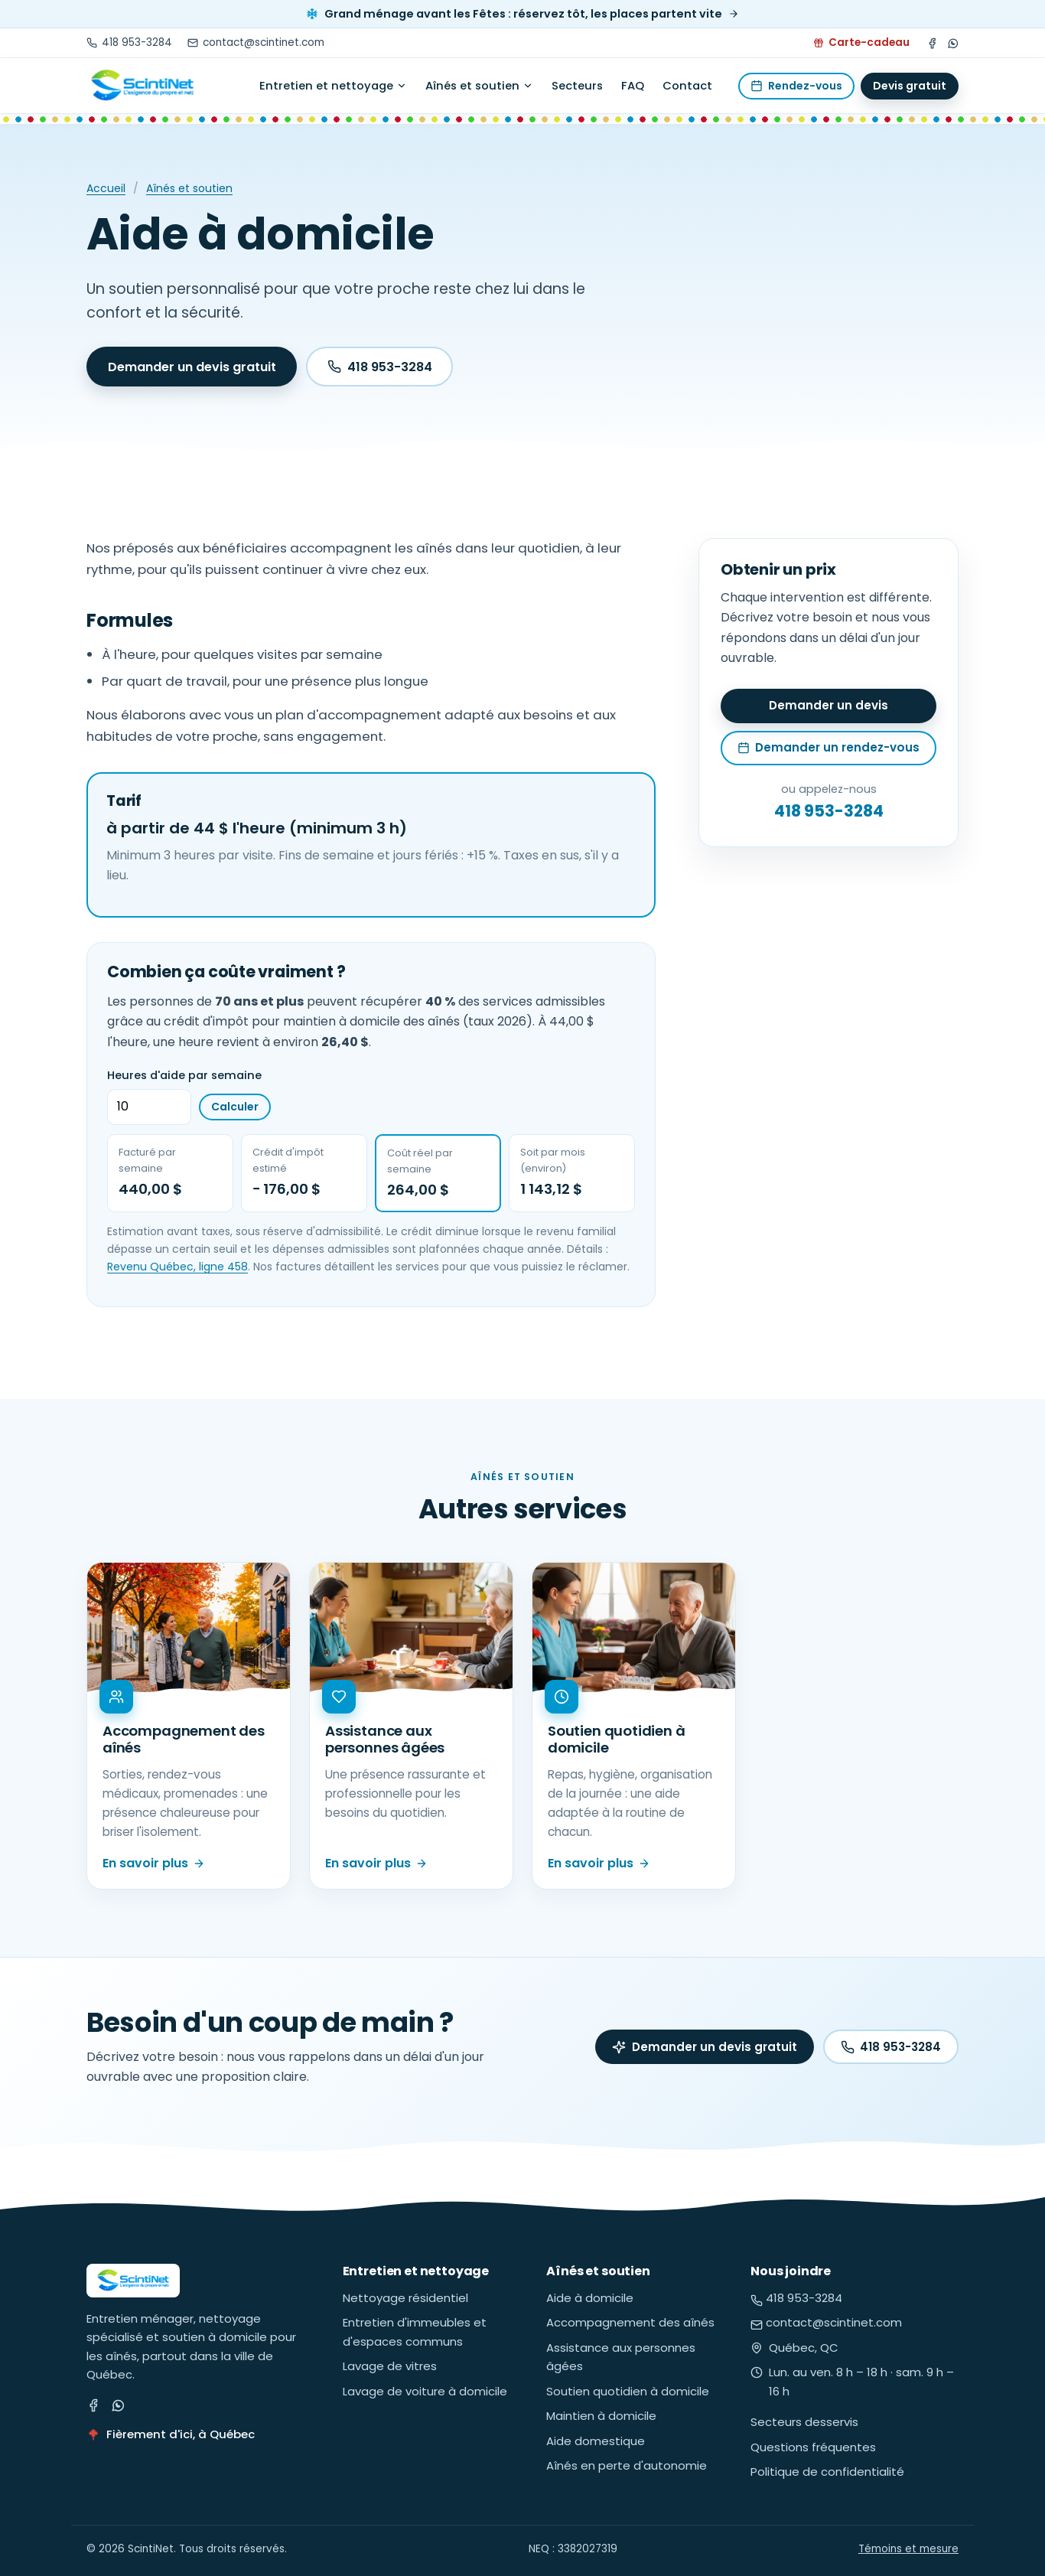 Grand ménage avant les Fêtes : réservez tôt, les places partent vite
418 953-3284
contact@scintinet.com
Carte-cadeau
ScintiNet
L'exigence du propre et net
Entretien et nettoyage
Aînés et soutien
Secteurs
FAQ
Contact
Rendez-vous
Devis gratuit
Accueil / Aînés et soutien
Aide à domicile
Un soutien personnalisé pour que votre proche reste chez lui dans le
confort et la sécurité.
Demander un devis gratuit
418 953-3284
Nos préposés aux bénéficiaires accompagnent les aînés dans leur quotidien, à leur
rythme, pour qu'ils puissent continuer à vivre chez eux.
Formules
• À l'heure, pour quelques visites par semaine
• Par quart de travail, pour une présence plus longue
Nous élaborons avec vous un plan d'accompagnement adapté aux besoins et aux
habitudes de votre proche, sans engagement.
Tarif
à partir de 44 $ l'heure (minimum 3 h)
Minimum 3 heures par visite. Fins de semaine et jours fériés : +15 %. Taxes en sus, s'il y a
lieu.
Combien ça coûte vraiment ?
Les personnes de 70 ans et plus peuvent récupérer 40 % des services admissibles
grâce au crédit d'impôt pour maintien à domicile des aînés (taux 2026). À 44,00 $
l'heure, une heure revient à environ 26,40 $.
Heures d'aide par semaine
10
Calculer
Facturé par
semaine
440,00 $
Crédit d'impôt
estimé
- 176,00 $
Coût réel par
semaine
264,00 $
Soit par mois
(environ)
1 143,12 $
Estimation avant taxes, sous réserve d'admissibilité. Le crédit diminue lorsque le revenu familial
dépasse un certain seuil et les dépenses admissibles sont plafonnées chaque année. Détails :
Revenu Québec, ligne 458. Nos factures détaillent les services pour que vous puissiez le réclamer.
Obtenir un prix
Chaque intervention est différente.
Décrivez votre besoin et nous vous
répondons dans un délai d'un jour
ouvrable.
Demander un devis
Demander un rendez-vous
ou appelez-nous
418 953-3284
AÎNÉS ET SOUTIEN
Autres services
Accompagnement des
aînés
Sorties, rendez-vous
médicaux, promenades : une
présence chaleureuse pour
briser l'isolement.
En savoir plus
Assistance aux
personnes âgées
Une présence rassurante et
professionnelle pour les
besoins du quotidien.
En savoir plus
Soutien quotidien à
domicile
Repas, hygiène, organisation
de la journée : une aide
adaptée à la routine de
chacun.
En savoir plus
Besoin d'un coup de main ?
Décrivez votre besoin : nous vous rappelons dans un délai d'un jour
ouvrable avec une proposition claire.
Demander un devis gratuit
418 953-3284
ScintiNet
L'exigence du propre et net
Entretien ménager, nettoyage
spécialisé et soutien à domicile pour
les aînés, partout dans la ville de
Québec.
Fièrement d'ici, à Québec
Entretien et nettoyage
Nettoyage résidentiel
Entretien d'immeubles et
d'espaces communs
Lavage de vitres
Lavage de voiture à domicile
Aînés et soutien
Aide à domicile
Accompagnement des aînés
Assistance aux personnes
âgées
Soutien quotidien à domicile
Maintien à domicile
Aide domestique
Aînés en perte d'autonomie
Nous joindre
418 953-3284
contact@scintinet.com
Québec, QC
Lun. au ven. 8 h – 18 h · sam. 9 h –
16 h
Secteurs desservis
Questions fréquentes
Politique de confidentialité
© 2026 ScintiNet. Tous droits réservés.
NEQ : 3382027319
Témoins et mesure